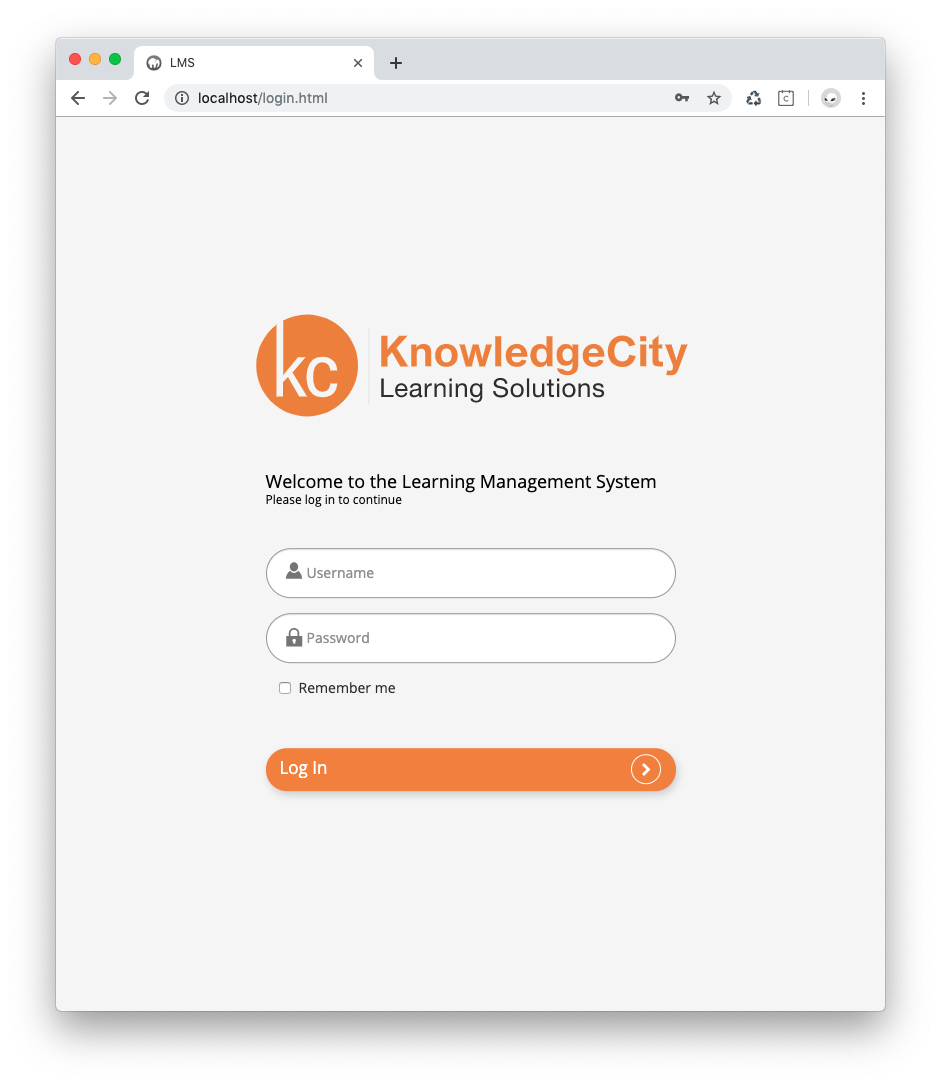 LMS
localhost/login.html
C
kc
KnowledgeCity
Learning Solutions
Welcome to the Learning Management System
Please log in to continue
Username
Password
Remember me
Log In